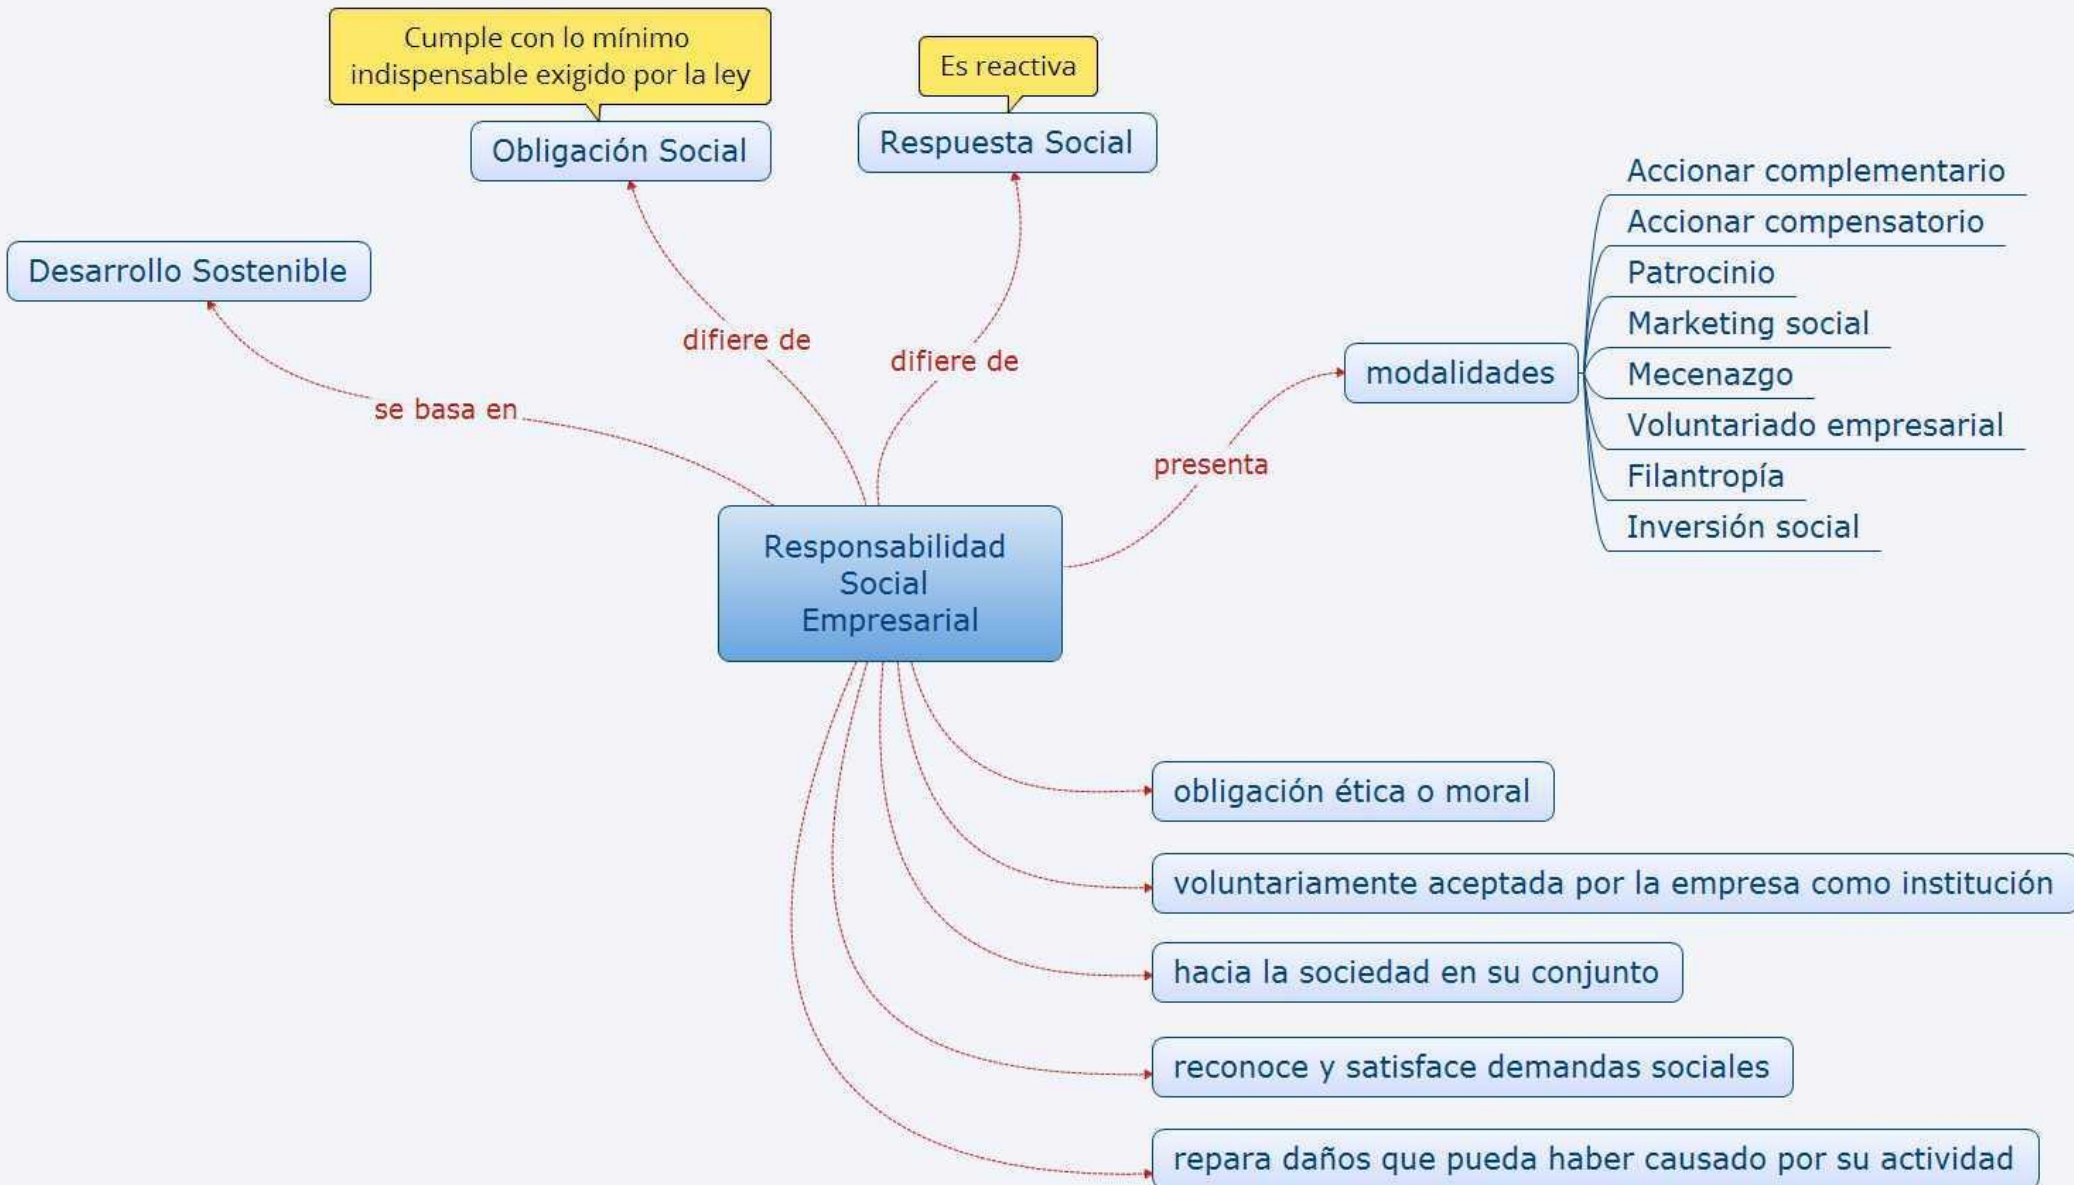 Cumple con lo mínimo
indispensable exigido por la ley
Es reactiva
Obligación Social
Respuesta Social
Desarrollo Sostenible
difiere de
difiere de
se basa en
presenta
modalidades
Accionar complementario
Accionar compensatorio
Patrocinio
Marketing social
Mecenazgo
Voluntariado empresarial
Filantropía
Inversión social
Responsabilidad
Social
Empresarial
obligación ética o moral
voluntariamente aceptada por la empresa como institución
hacia la sociedad en su conjunto
reconoce y satisface demandas sociales
repara daños que pueda haber causado por su actividad